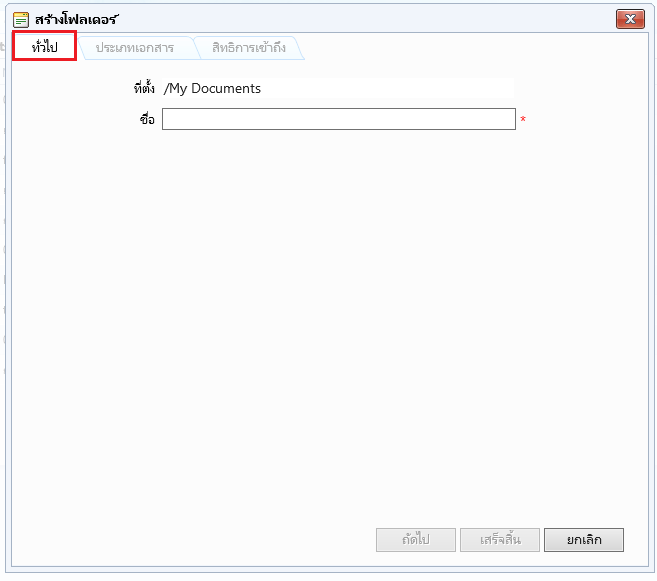 สร้างโฟลเดอร์
ทั่วไป ประเภทเอกสาร สิทธิการเข้าถึง
ที่ตั้ง /My Documents
ชื่อ *
ถัดไป เสร็จสิ้น ยกเลิก